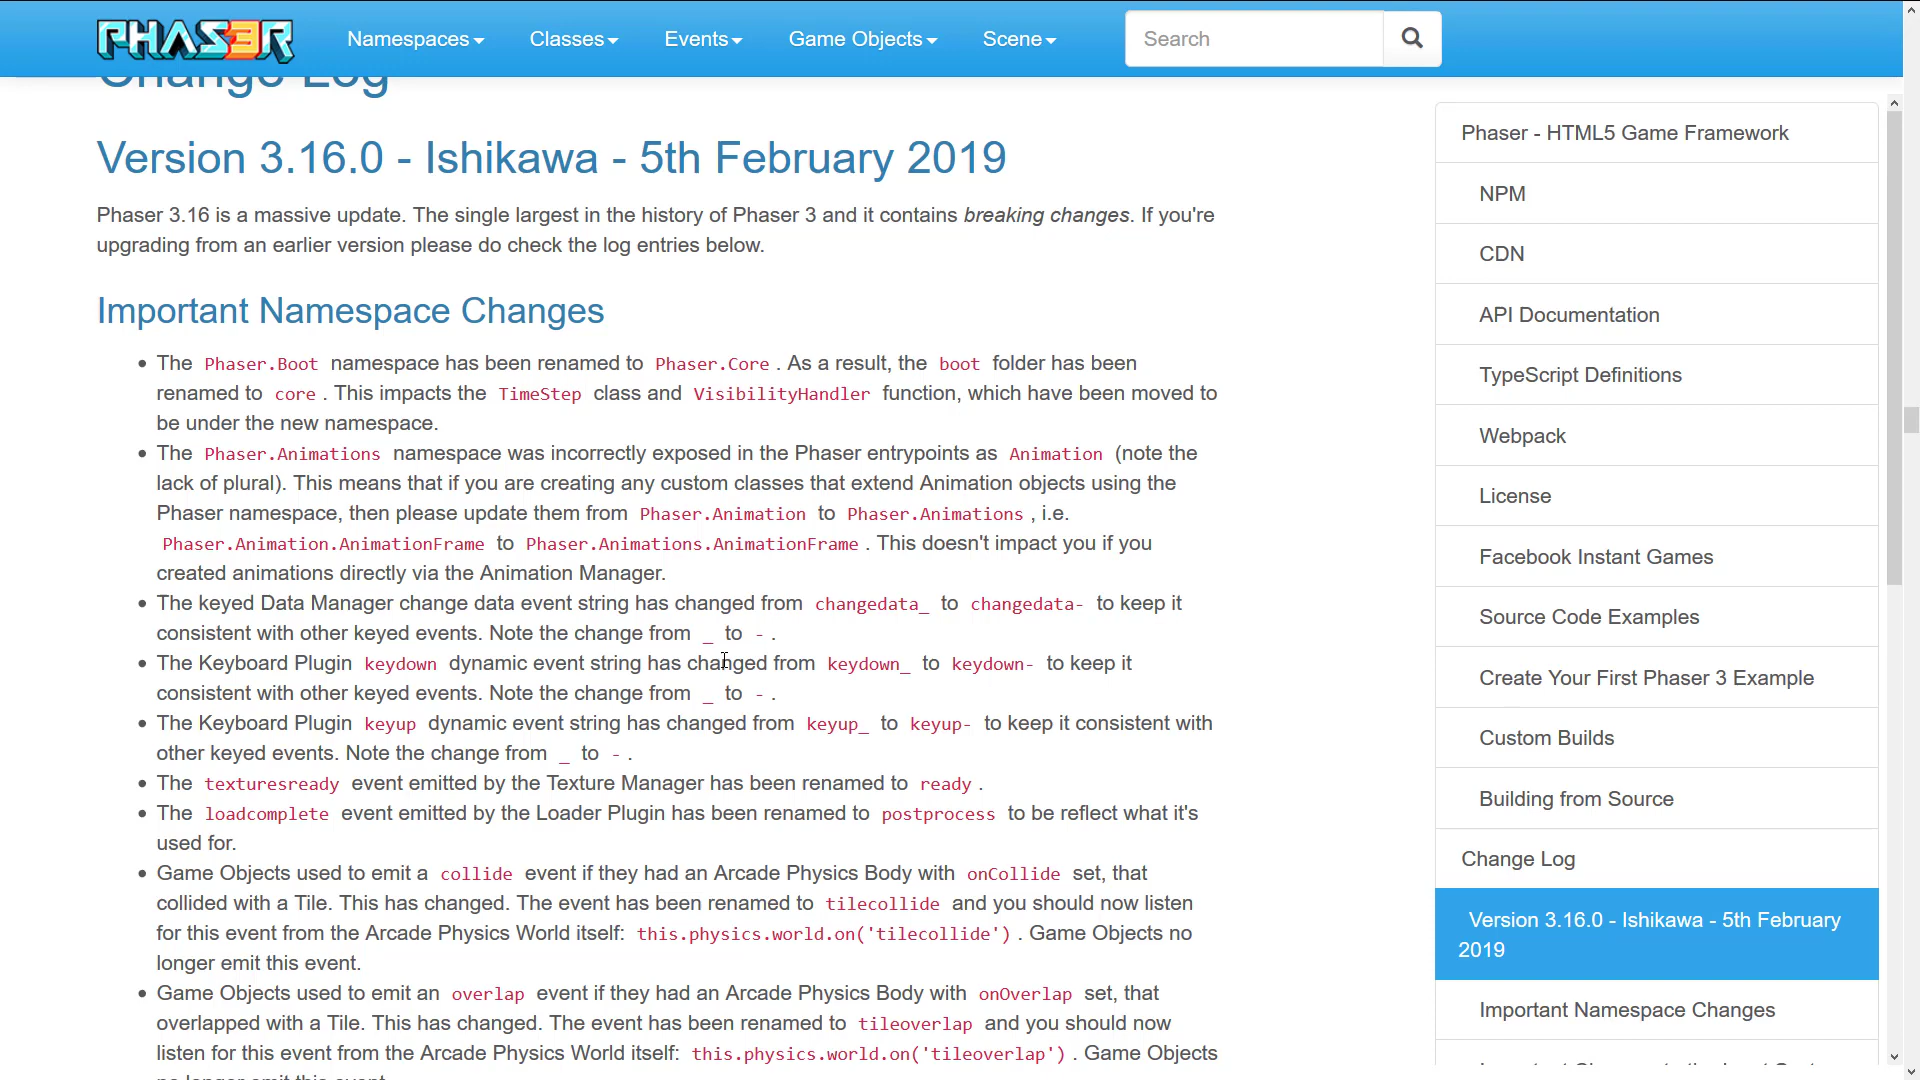 PHASER
Namespaces
Classes
Events
Game Objects
Scene
Search
Change Log
Version 3.16.0 - Ishikawa - 5th February 2019
Phaser 3.16 is a massive update. The single largest in the history of Phaser 3 and it contains breaking changes. If you're
upgrading from an earlier version please do check the log entries below.
Important Namespace Changes
The Phaser.Boot namespace has been renamed to Phaser.Core . As a result, the boot folder has been
renamed to core . This impacts the TimeStep class and VisibilityHandler function, which have been moved to
be under the new namespace.
The Phaser.Animations namespace was incorrectly exposed in the Phaser entrypoints as Animation (note the
lack of plural). This means that if you are creating any custom classes that extend Animation objects using the
Phaser namespace, then please update them from Phaser.Animation to Phaser.Animations , i.e.
Phaser.Animation.AnimationFrame to Phaser.Animations.AnimationFrame . This doesn't impact you if you
created animations directly via the Animation Manager.
The keyed Data Manager change data event string has changed from changedata_ to changedata- to keep it
consistent with other keyed events. Note the change from _ to - .
The Keyboard Plugin keydown dynamic event string has changed from keydown_ to keydown- to keep it
consistent with other keyed events. Note the change from _ to - .
The Keyboard Plugin keyup dynamic event string has changed from keyup_ to keyup- to keep it consistent with
other keyed events. Note the change from _ to - .
The texturesready event emitted by the Texture Manager has been renamed to ready .
The loadcomplete event emitted by the Loader Plugin has been renamed to postprocess to be reflect what it's
used for.
Game Objects used to emit a collide event if they had an Arcade Physics Body with onCollide set, that
collided with a Tile. This has changed. The event has been renamed to tilecollide and you should now listen
for this event from the Arcade Physics World itself: this.physics.world.on('tilecollide') . Game Objects no
longer emit this event.
Game Objects used to emit an overlap event if they had an Arcade Physics Body with onOverlap set, that
overlapped with a Tile. This has changed. The event has been renamed to tileoverlap and you should now
listen for this event from the Arcade Physics World itself: this.physics.world.on('tileoverlap') . Game Objects
no longer emit this event.
Phaser - HTML5 Game Framework
NPM
CDN
API Documentation
TypeScript Definitions
Webpack
License
Facebook Instant Games
Source Code Examples
Create Your First Phaser 3 Example
Custom Builds
Building from Source
Change Log
Version 3.16.0 - Ishikawa - 5th February
2019
Important Namespace Changes